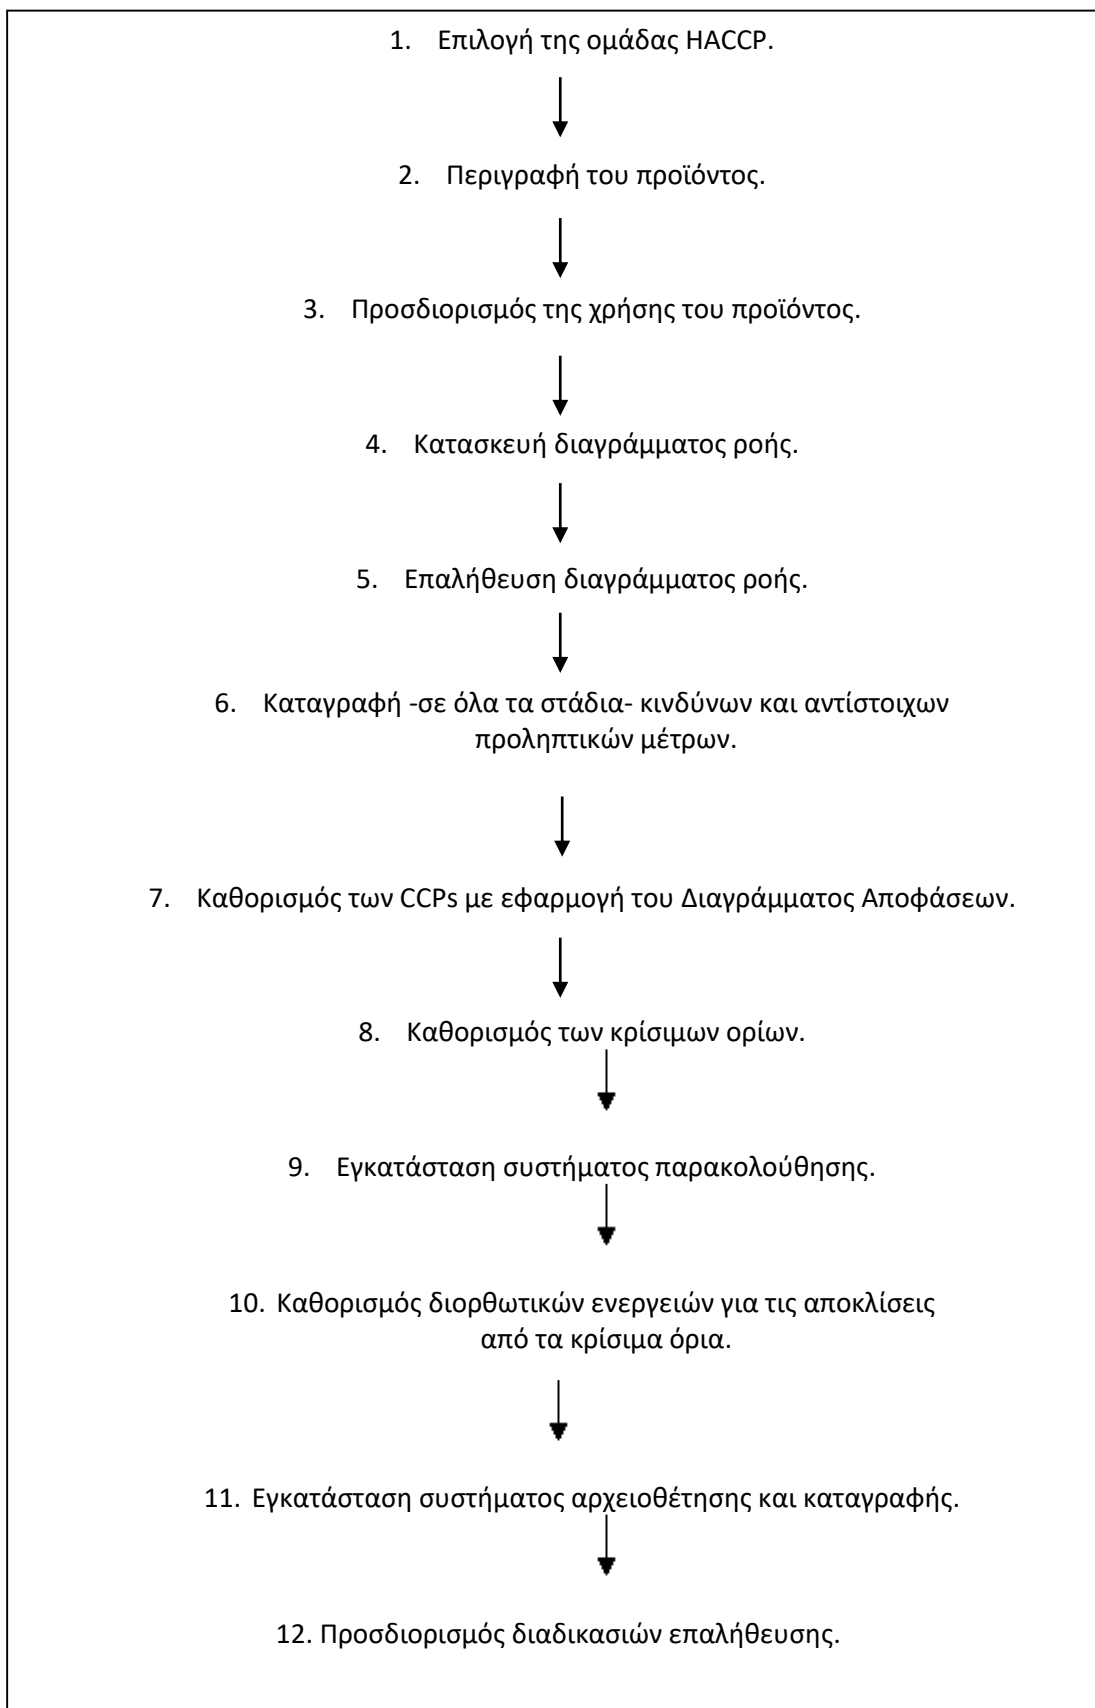 1. Επιλογή της ομάδας HACCP.
2. Περιγραφή του προϊόντος.
3. Προσδιορισμός της χρήσης του προϊόντος.
4. Κατασκευή διαγράμματος ροής.
5. Επαλήθευση διαγράμματος ροής.
6. Καταγραφή -σε όλα τα στάδια- κινδύνων και αντίστοιχων
προληπτικών μέτρων.
7. Καθορισμός των CCPs με εφαρμογή του Διαγράμματος Αποφάσεων.
8. Καθορισμός των κρίσιμων ορίων.
9. Εγκατάσταση συστήματος παρακολούθησης.
10. Καθορισμός διορθωτικών ενεργειών για τις αποκλίσεις
από τα κρίσιμα όρια.
11. Εγκατάσταση συστήματος αρχειοθέτησης και καταγραφής.
12. Προσδιορισμός διαδικασιών επαλήθευσης.